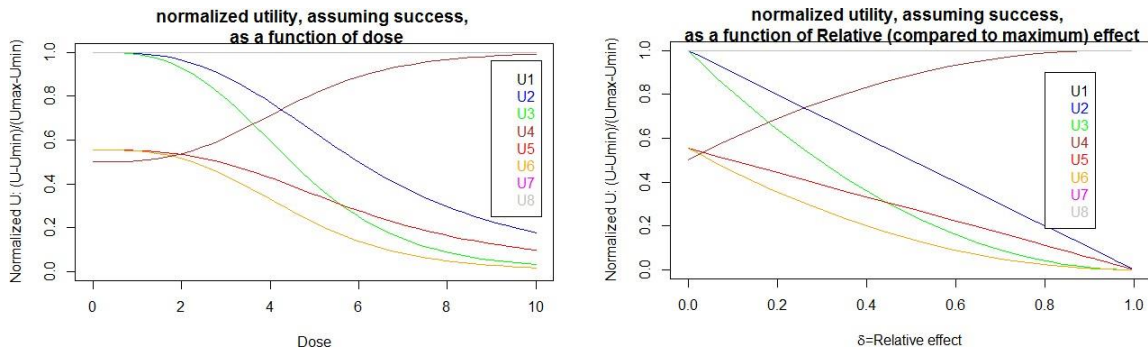 normalized utility, assuming success,
as a function of dose
Normalized U: (U-Umin)/(Umax-Umin)
0.0
0.2
0.4
0.6
0.8
1.0
U1
U2
U3
U4
U5
U6
U7
U8
0
2
4
6
8
10
Dose
normalized utility, assuming success,
as a function of Relative (compared to maximum) effect
Normalized U: (U-Umin)/(Umax-Umin)
0.0
0.2
0.4
0.6
0.8
1.0
U1
U2
U3
U4
U5
U6
U7
U8
0.0
0.2
0.4
0.6
0.8
1.0
δ=Relative effect